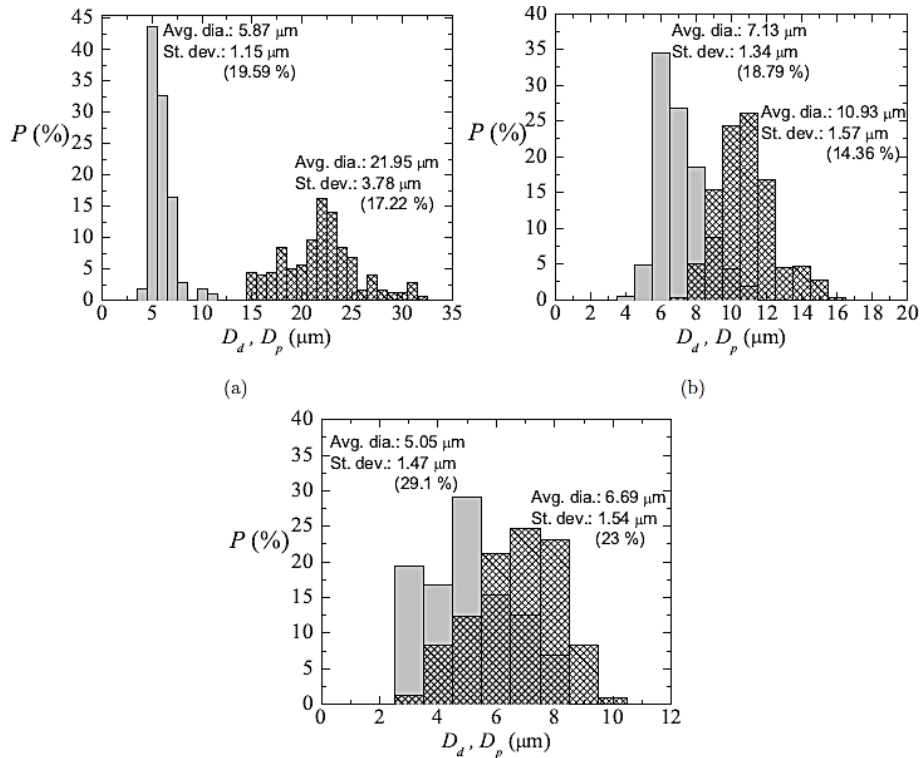 45
40
35
30
25
20
15
10
5
0
P (%)
Avg. dia.: 5.87 μm
St. dev.: 1.15 μm
(19.59 %)
Avg. dia.: 21.95 μm
St. dev.: 3.78 μm
(17.22 %)
0 5 10 15 20 25 30 35
D_d , D_p (μm)
(a)
40
35
30
25
20
15
10
5
0
P (%)
Avg. dia.: 7.13 μm
St. dev.: 1.34 μm
(18.79 %)
Avg. dia.: 10.93 μm
St. dev.: 1.57 μm
(14.36 %)
0 2 4 6 8 10 12 14 16 18 20
D_d , D_p (μm)
(b)
40
35
30
25
20
15
10
5
0
P (%)
Avg. dia.: 5.05 μm
St. dev.: 1.47 μm
(29.1 %)
Avg. dia.: 6.69 μm
St. dev.: 1.54 μm
(23 %)
0 2 4 6 8 10 12
D_d , D_p (μm)